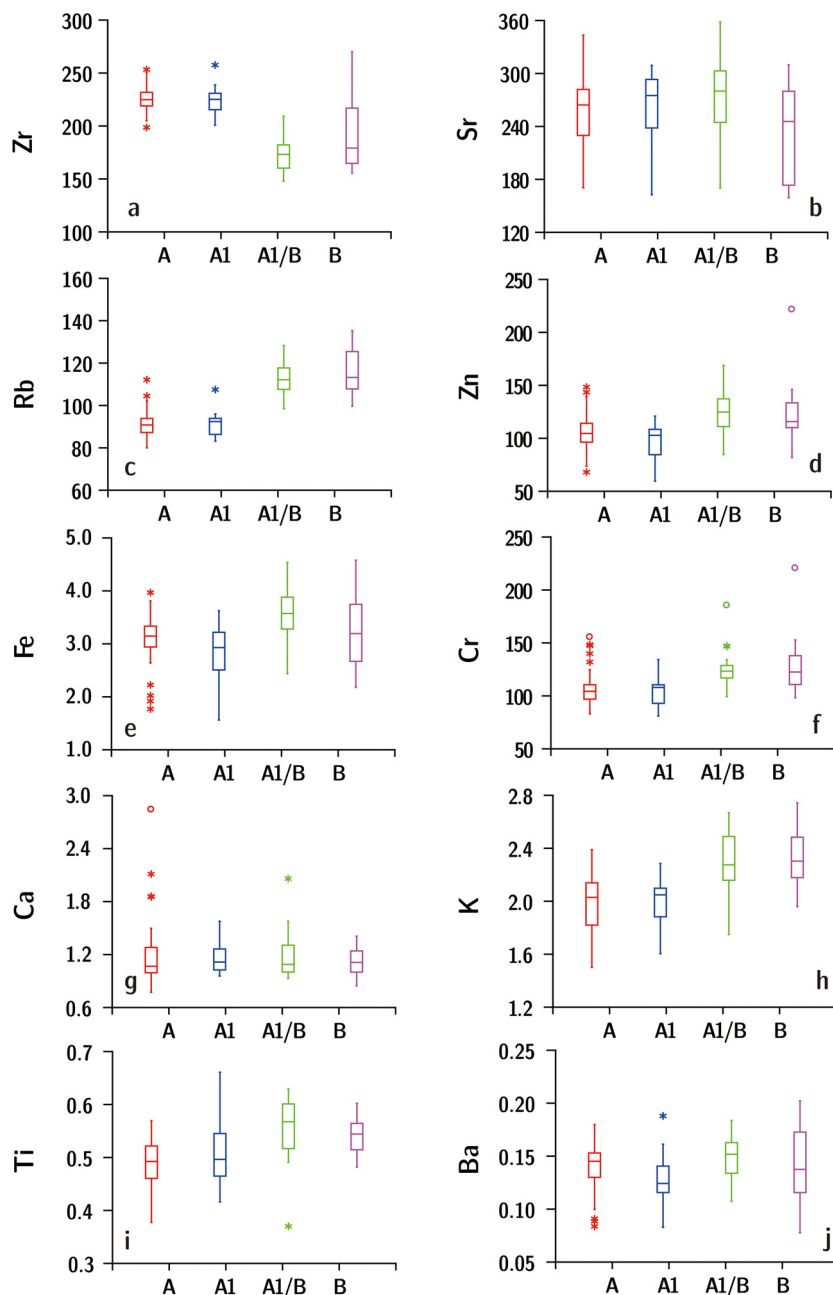 300
250
200
150
100
Zr
a
A A1 A1/B B
360
300
240
180
120
Sr
b
A A1 A1/B B
160
140
120
100
80
60
Rb
c
A A1 A1/B B
250
200
150
100
50
Zn
d
A A1 A1/B B
5.0
4.0
3.0
2.0
1.0
Fe
e
A A1 A1/B B
250
200
150
100
50
Cr
f
A A1 A1/B B
3.0
2.4
1.8
1.2
0.6
Ca
g
A A1 A1/B B
2.8
2.4
2.0
1.6
1.2
K
h
A A1 A1/B B
0.7
0.6
0.5
0.4
0.3
Ti
i
A A1 A1/B B
0.25
0.20
0.15
0.10
0.05
Ba
j
A A1 A1/B B